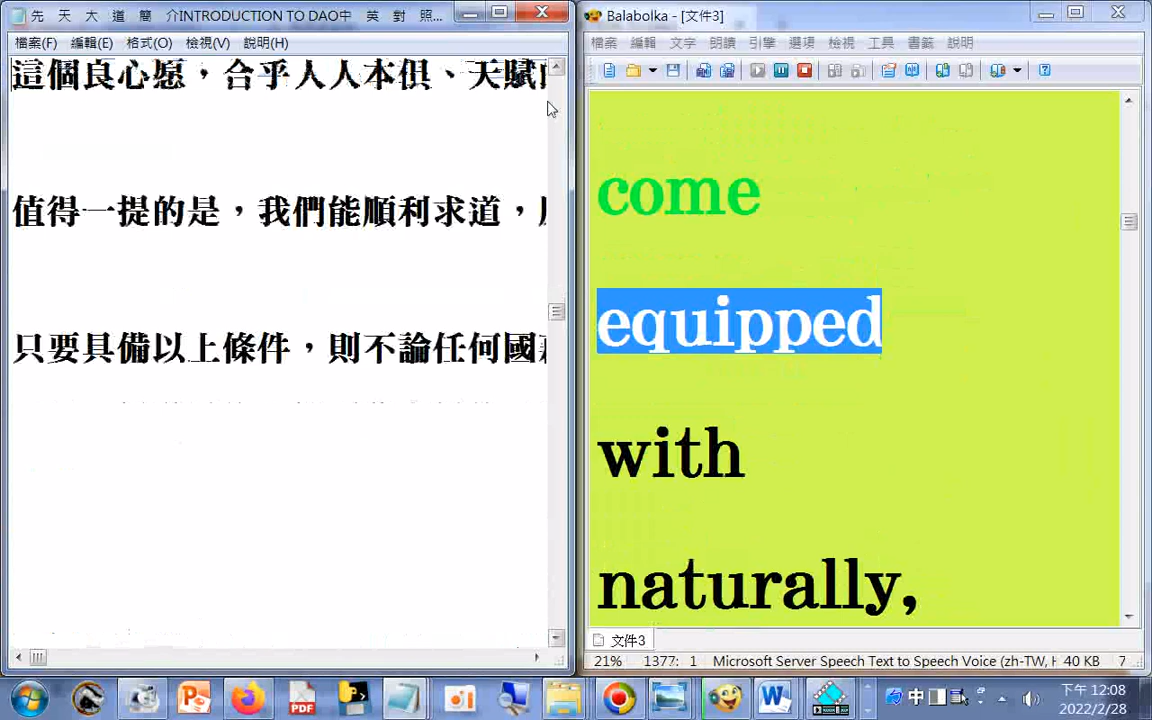 先 天 大 道 簡 介INTRODUCTION TO DAO中 英 對 照...
檔案(F) 編輯(E) 格式(O) 檢視(V) 說明(H)
這個良心愿，合乎人人本俱、天賦
值得一提的是，我們能順利求道，
只要具備以上條件，則不論任何國
Balabolka - [文件3]
檔案 編輯 文字 朗讀 引擎 選項 檢視 工具 書籤 說明
come
equipped
with
naturally,
文件3
21% 1377: 1 Microsoft Server Speech Text to Speech Voice (zh-TW, H 40 KB 7
PDF
中
下午 12:08
2022/2/28